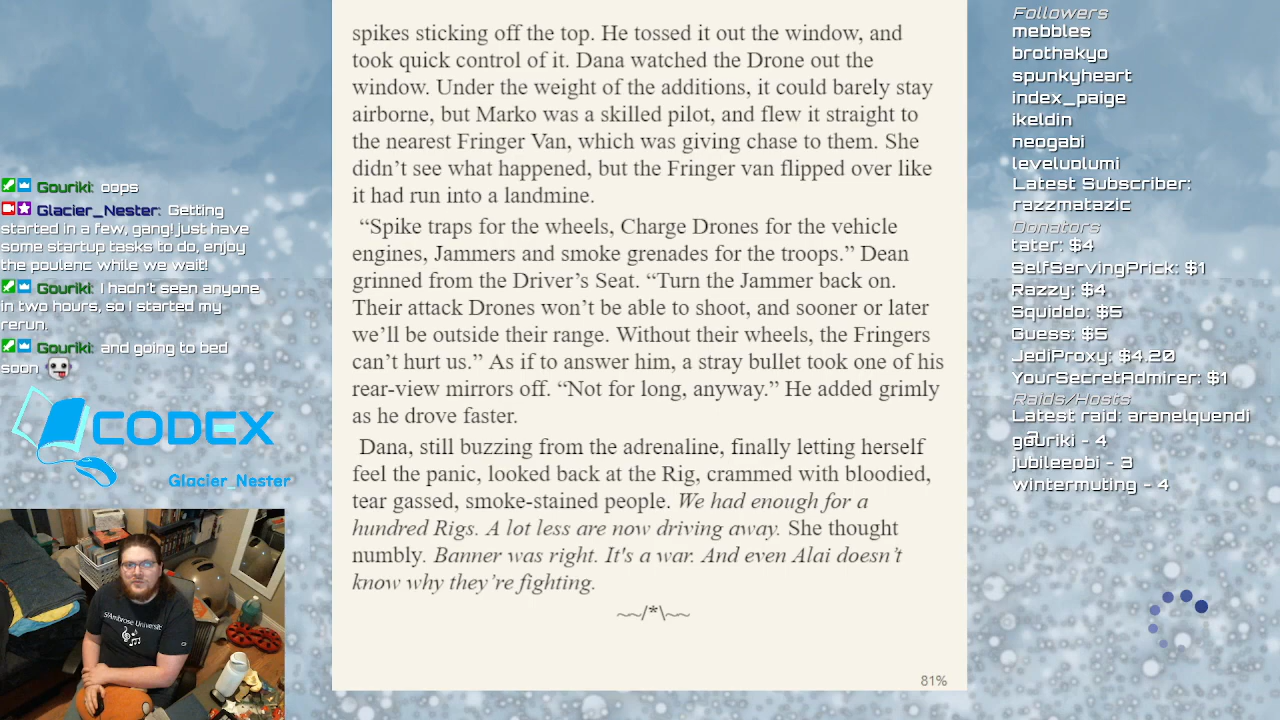 Gouriki: oops
Glacier_Nester: Getting
started in a few, gang! just have
some startup tasks to do, enjoy
the poulenc while we wait!
Gouriki: I hadn't seen anyone
in two hours, so I started my
rerun.
Gouriki: and going to bed
soon
CODEX
Glacier_Nester
St Ambrose University
spikes sticking off the top. He tossed it out the window, and
took quick control of it. Dana watched the Drone out the
window. Under the weight of the additions, it could barely stay
airborne, but Marko was a skilled pilot, and flew it straight to
the nearest Fringer Van, which was giving chase to them. She
didn’t see what happened, but the Fringer van flipped over like
it had run into a landmine.
“Spike traps for the wheels, Charge Drones for the vehicle
engines, Jammers and smoke grenades for the troops.” Dean
grinned from the Driver’s Seat. “Turn the Jammer back on.
Their attack Drones won’t be able to shoot, and sooner or later
we’ll be outside their range. Without their wheels, the Fringers
can’t hurt us.” As if to answer him, a stray bullet took one of his
rear-view mirrors off. “Not for long, anyway.” He added grimly
as he drove faster.
Dana, still buzzing from the adrenaline, finally letting herself
feel the panic, looked back at the Rig, crammed with bloodied,
tear gassed, smoke-stained people. We had enough for a
hundred Rigs. A lot less are now driving away. She thought
numbly. Banner was right. It's a war. And even Alai doesn’t
know why they’re fighting.
~~/*\~~
81%
Followers
mebbles
brothakyo
spunkyheart
index_paige
ikeldin
neogabi
leveluolumi
Latest Subscriber:
razzmatazic
Donators
tater: $4
SelfServingPrick: $1
Razzy: $4
Squiddo: $5
Guess: $5
JediProxy: $4.20
YourSecretAdmirer: $1
Raids/Hosts
Latest raid: aranelquendi
gouriki - 4
jubileebi - 3
wintermuting - 4